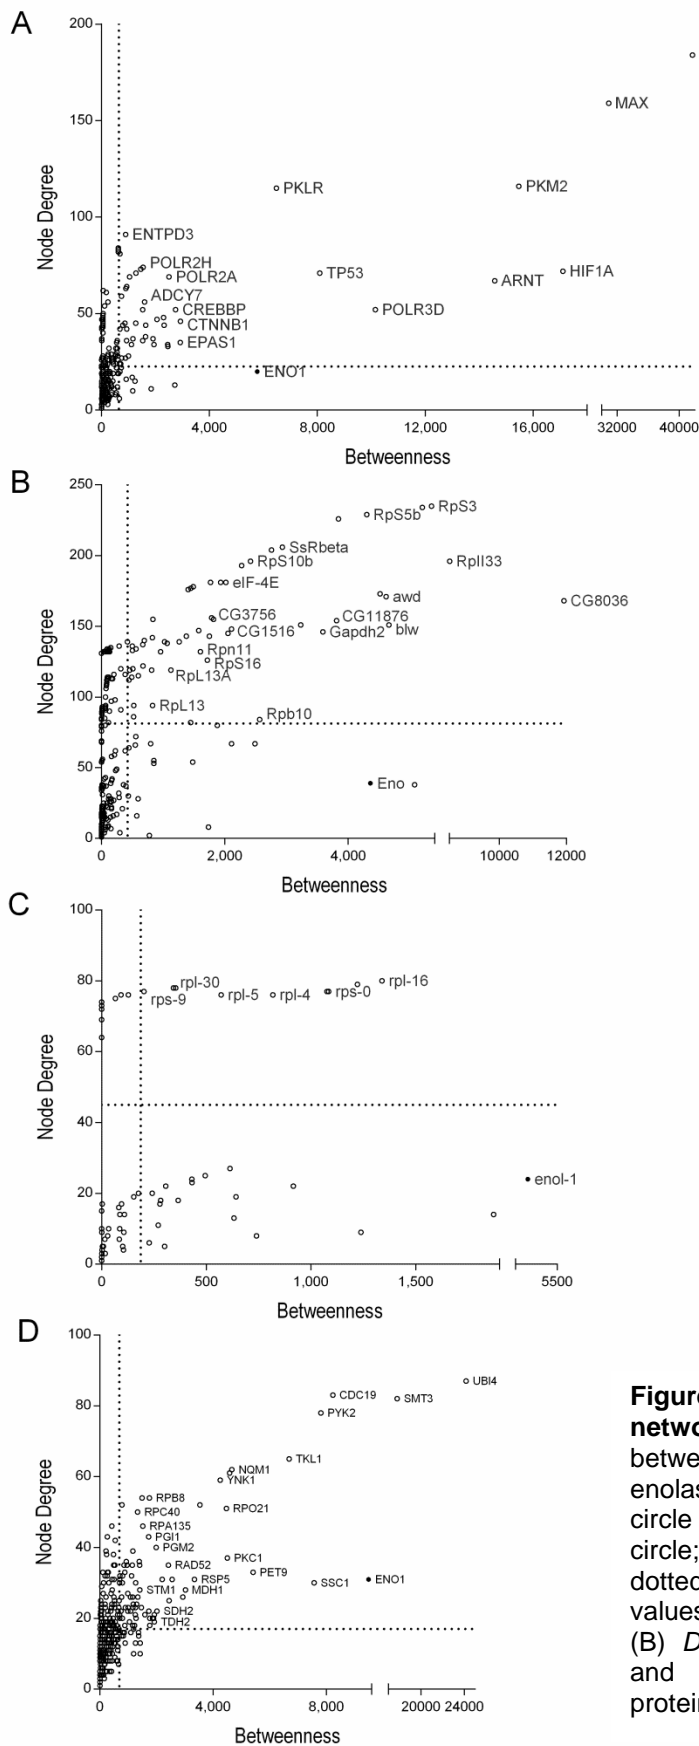 A
200
150
100
50
0
Node Degree
MAX
PKLR
PKM2
ENTPD3
POLR2H
POLR2A
TP53
HIF1A
ARNT
ADCY7
CREBBP
POLR3D
CTNNB1
EPAS1
ENO1
0 4,000 8,000 12,000 16,000 32000 40000
Betweenness
B
250
200
150
100
50
0
Node Degree
RpS5b
RpS3
SsRbeta
RpS10b
RpII33
eIF-4E
awd
CG8036
CG3756
CG11876
CG1516
Gapdh2
blw
Rpn11
RpS16
RpL13A
RpL13
Rpb10
Eno
0 2,000 4,000 10000 12000
Betweenness
C
100
80
60
40
20
0
Node Degree
rpl-30
rps-9
rpl-5
rpl-4
rps-0
rpl-16
enol-1
0 500 1,000 1,500 5500
Betweenness
D
100
80
60
40
20
0
Node Degree
UBI4
CDC19
SMT3
PYK2
TKL1
NQM1
YNK1
RPB8
RPC40
RPO21
RPA135
PGI1
PGM2
PKC1
RAD52
PET9
RSP5
SSC1
ENO1
STM1
MDH1
SDH2
TDH2
0 4,000 8,000 20000 24000
Betweenness
Figure
netwo
betwee
enolas
circle
circle;
dotted
values
(B) D
and
protein